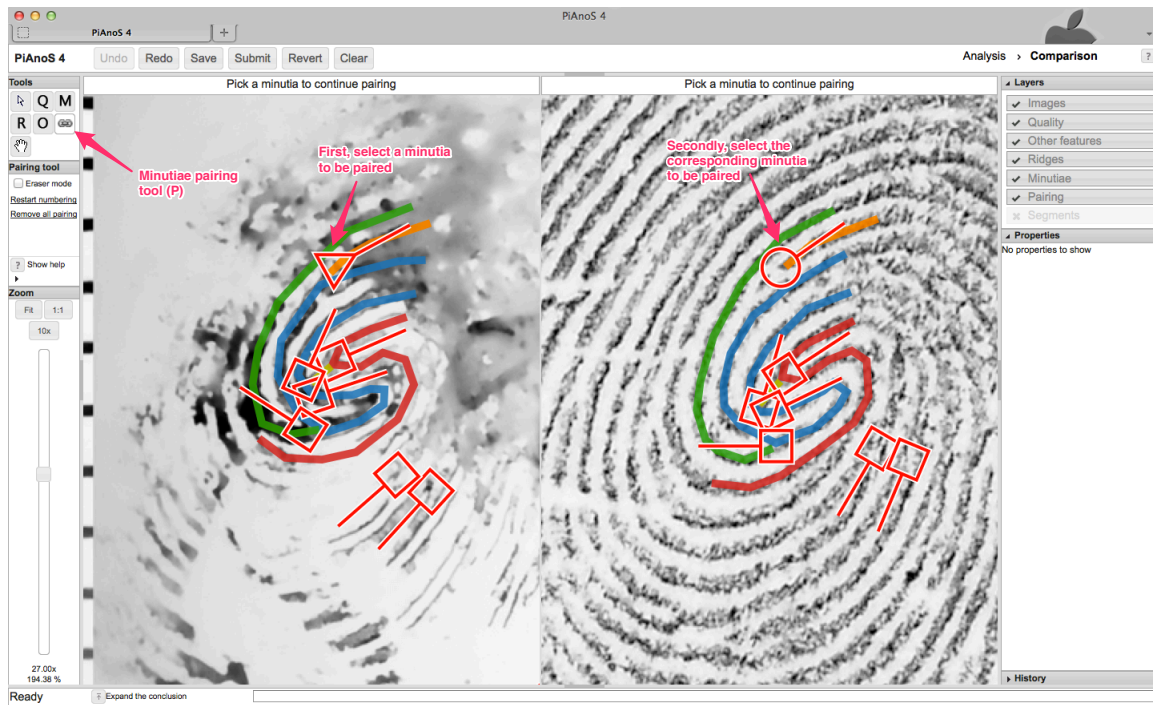 PiAnoS 4
PiAnoS 4
PiAnoS 4
Undo Redo Save Submit Revert Clear
Analysis › Comparison ?
Tools
Q M
R O
Pairing tool
Eraser mode
Restart numbering
Remove all pairing
? Show help
Zoom
Fit 1:1
10x
27.00x
194.38 %
Pick a minutia to continue pairing
Pick a minutia to continue pairing
Minutiae pairing
tool (P)
First, select a minutia
to be paired
Secondly, select the
corresponding minutia
to be paired
Layers
Images
Quality
Other features
Ridges
Minutiae
Pairing
Segments
Properties
No properties to show
History
Ready
Expand the conclusion